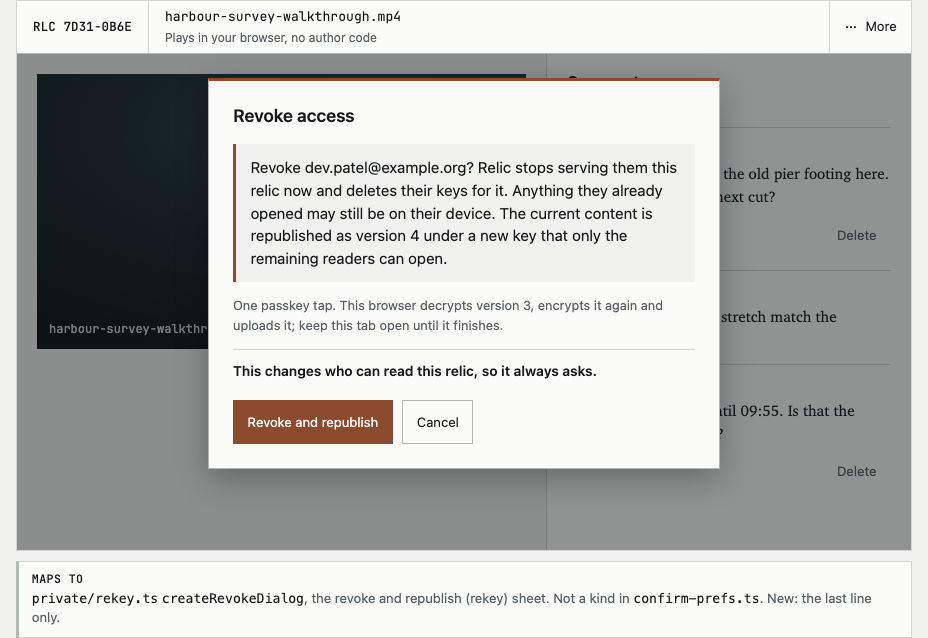 RLC 7D31-0B6E
harbour-survey-walkthrough.mp4
Plays in your browser, no author code
··· More
Revoke access
Revoke dev.patel@example.org? Relic stops serving them this
relic now and deletes their keys for it. Anything they already
opened may still be on their device. The current content is
republished as version 4 under a new key that only the
remaining readers can open.
One passkey tap. This browser decrypts version 3, encrypts it again and
uploads it; keep this tab open until it finishes.
This changes who can read this relic, so it always asks.
Revoke and republish
Cancel
harbour-survey-walkthr
the old pier footing here.
next cut?
Delete
stretch match the
09:55. Is that the
Delete
MAPS TO
private/rekey.ts createRevokeDialog, the revoke and republish (rekey) sheet. Not a kind in confirm-prefs.ts. New: the last line
only.